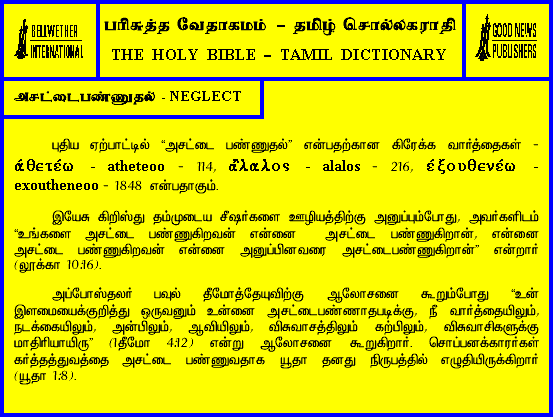 BELLWETHER
INTERNATIONAL
பரிசுத்த வேதாகமம் – தமிழ் சொல்லகராதி
THE HOLY BIBLE – TAMIL DICTIONARY
GOOD NEWS
PUBLISHERS
அசட்டைபண்ணுதல் - NEGLECT
புதிய ஏற்பாட்டில் “அசட்டை பண்ணுதல்” என்பதற்கான கிரேக்க வார்த்தைகள் -
άθετέω - atheteoo - 114, άλαλος - alalos - 216, έξουθενέω -
exoutheneoo - 1848 என்பதாகும்.
இயேசு கிறிஸ்து தம்முடைய சீஷர்களை ஊழியத்திற்கு அனுப்பும்போது, அவர்களிடம்
“உங்களை அசட்டை பண்ணுகிறவன் என்னை அசட்டை பண்ணுகிறான், என்னை
அசட்டை பண்ணுகிறவன் என்னை அனுப்பினவரை அசட்டைபண்ணுகிறான்” என்றார்
(லூக்கா 10:16).
அப்போஸ்தலர் பவுல் தீமோத்தேயுவிற்கு ஆலோசனை கூறும்போது “உன்
இளமையைக்குறித்து ஒருவனும் உன்னை அசட்டைபண்ணாதபடிக்கு, நீ வார்த்தையிலும்,
நடக்கையிலும், அன்பிலும், ஆவியிலும், விசுவாசத்திலும் கற்பிலும், விசுவாசிகளுக்கு
மாதிரியாயிரு” (1தீமோ 4:12) என்று ஆலோசனை கூறுகிறார். சொப்பனக்காரர்கள்
கர்த்தத்துவத்தை அசட்டை பண்ணுவதாக யூதா தனது நிருபத்தில் எழுதியிருக்கிறார்
(யூதா 1:8).